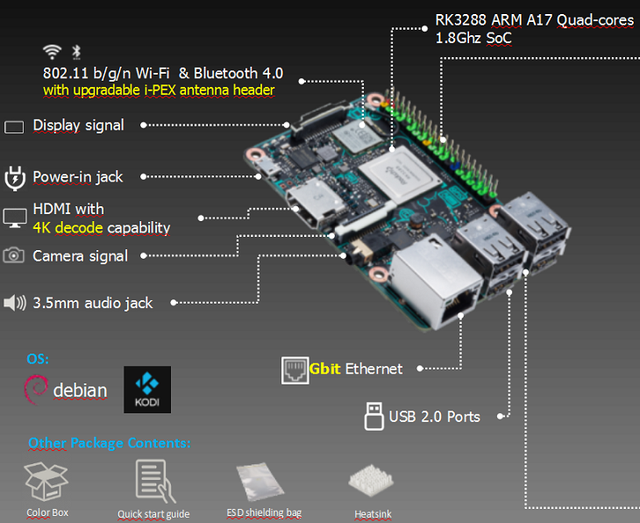 RK3288 ARM A17 Quad-cores
1.8Ghz SoC
802.11 b/g/n Wi-Fi & Bluetooth 4.0
with upgradable i-PEX antenna header
Display signal
Power-in jack
HDMI with
4K decode capability
Camera signal
3.5mm audio jack
Gbit Ethernet
USB 2.0 Ports
OS:
debian
KODI
Other Package Contents:
Color Box
Quick start guide
ESD shielding bag
Heatsink